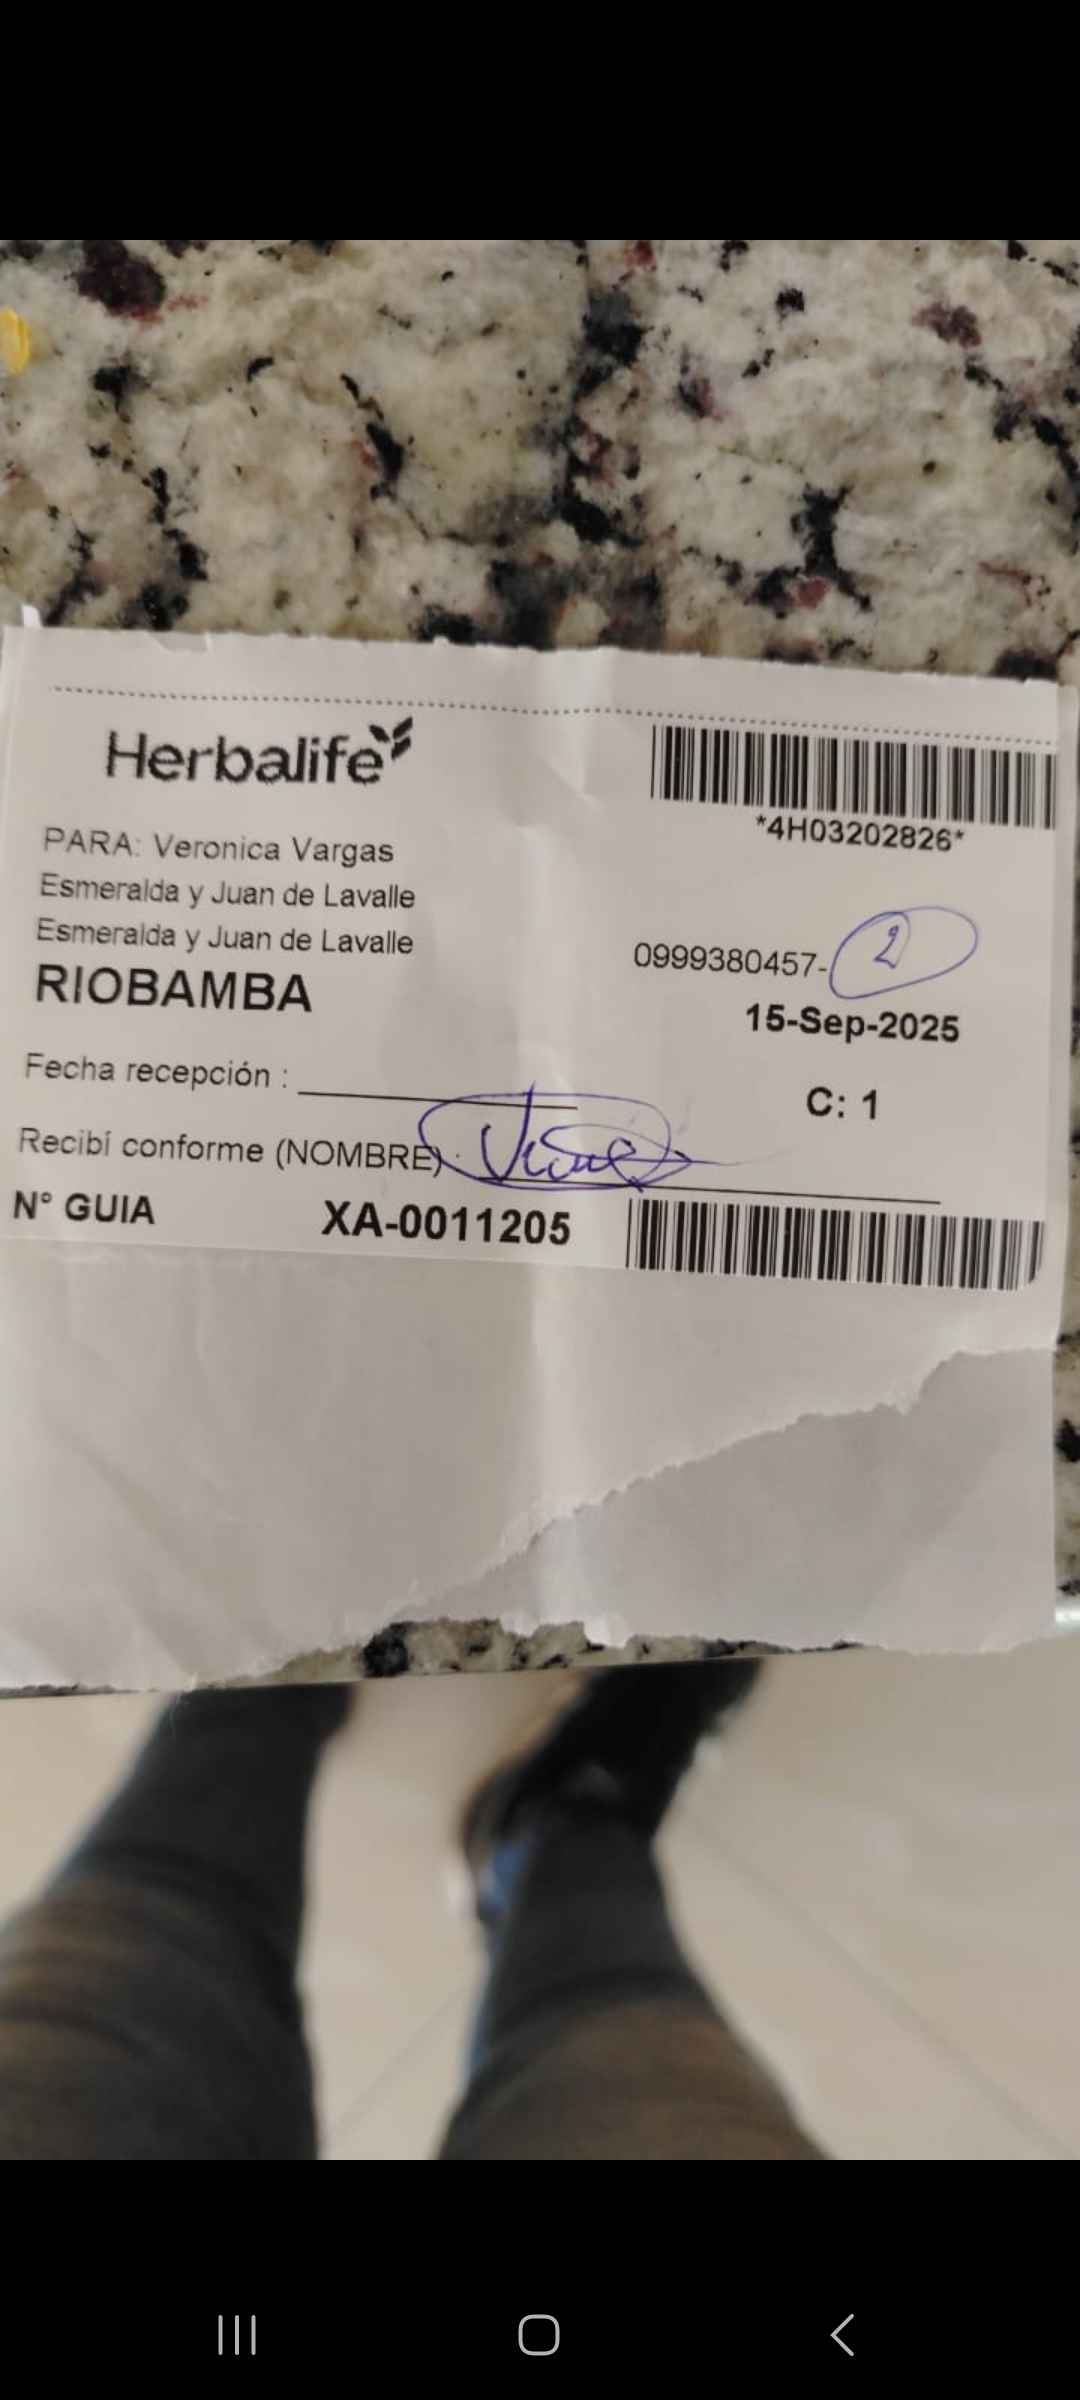 Herbalife
*4H03202826*
PARA: Veronica Vargas
Esmeralda y Juan de Lavalle
Esmeralda y Juan de Lavalle
0999380457- 2
RIOBAMBA
15-Sep-2025
Fecha recepción :
C: 1
Recibí conforme (NOMBRE) :
N° GUIA XA-0011205